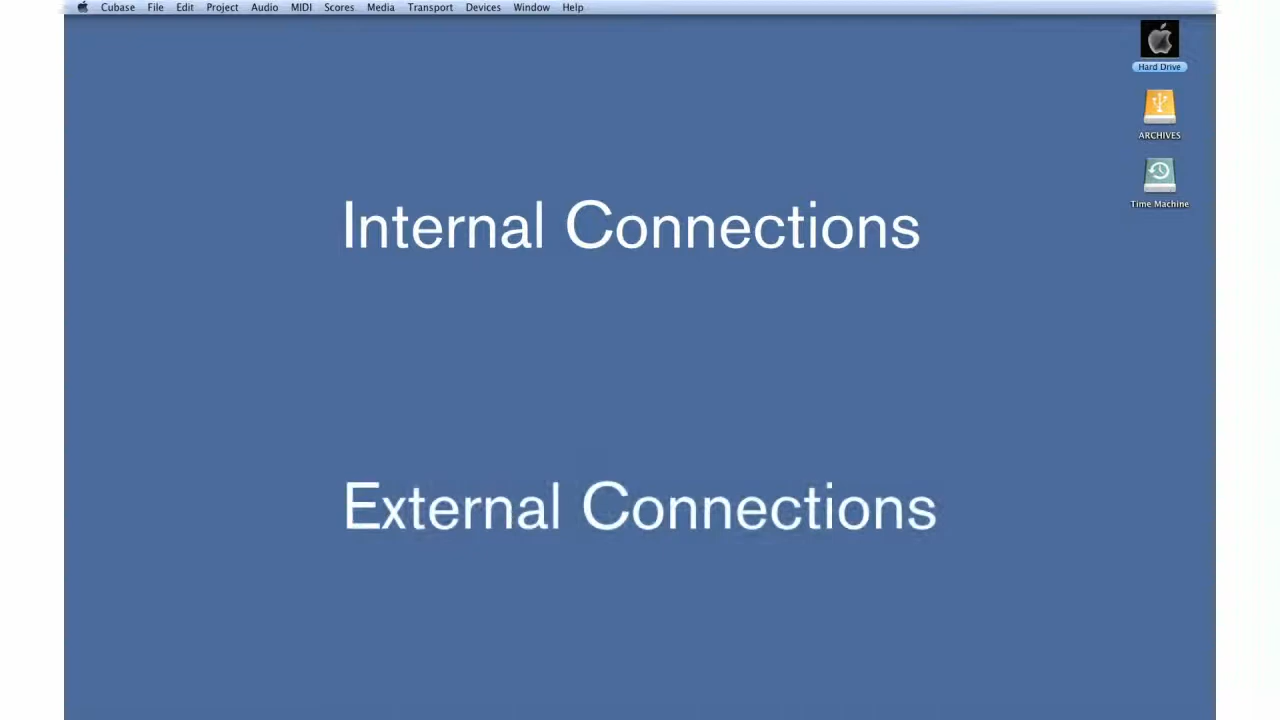 Cubase File Edit Project Audio MIDI Scores Media Transport Devices Window Help
Hard Drive
ARCHIVES
Time Machine
Internal Connections
External Connections